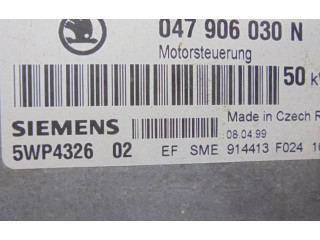 047 906 030 N
Motorsteuerung
50
SIEMENS
Made in Czech
08.04.99
5WP4326 02 EF SME 914413 F024